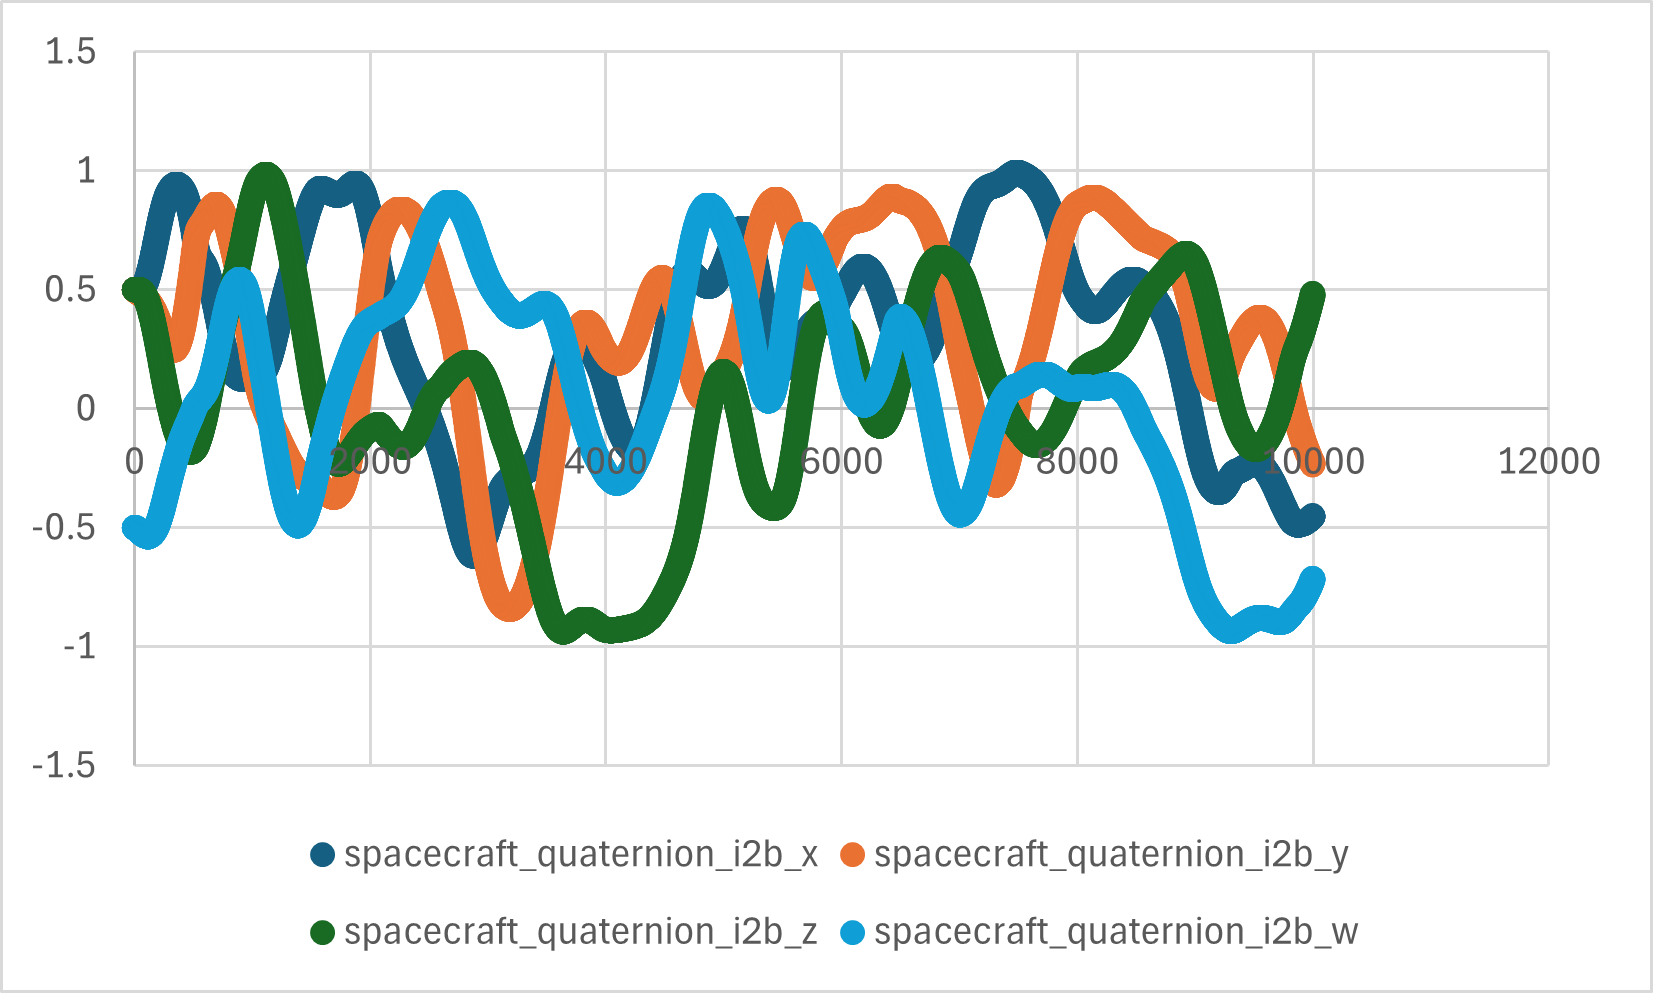 1.5
1
0.5
0
-0.5
-1
-1.5
0 2000 4000 6000 8000 10000 12000
spacecraft_quaternion_i2b_x spacecraft_quaternion_i2b_y
spacecraft_quaternion_i2b_z spacecraft_quaternion_i2b_w